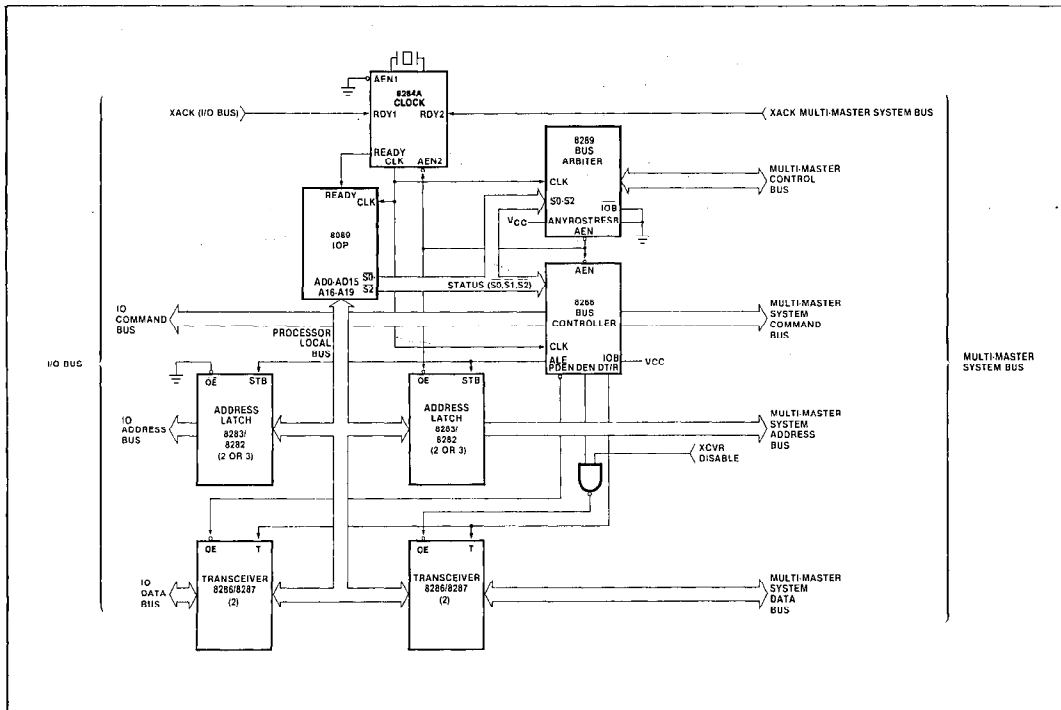 AEN1
8284A
CLOCK
XACK (I/O BUS)
RDY1
RDY2
XACK MULTI-MASTER SYSTEM BUS
READY
CLK
AEN2
8289
BUS
ARBITER
CLK
S0-S2
IOB
VCC
ANYRQSTRESB
AEN
MULTI-MASTER
CONTROL
BUS
READY
CLK
8089
IOP
AD0-AD15
A16-A19
S0
S2
STATUS (S0,S1,S2)
AEN
8288
BUS
CONTROLLER
CLK
ALE
IOB
VCC
PDEN DEN DT/R
IO
COMMAND
BUS
PROCESSOR
LOCAL
BUS
MULTI-MASTER
SYSTEM
COMMAND
BUS
I/O BUS
MULTI-MASTER
SYSTEM BUS
OE
STB
ADDRESS
LATCH
8283/
8282
(2 OR 3)
OE
STB
ADDRESS
LATCH
8283/
8282
(2 OR 3)
IO
ADDRESS
BUS
MULTI-MASTER
SYSTEM
ADDRESS
BUS
XCVR
DISABLE
OE
T
TRANSCEIVER
8286/8287
(2)
OE
T
TRANSCEIVER
8286/8287
(2)
IO
DATA
BUS
MULTI-MASTER
SYSTEM
DATA
BUS